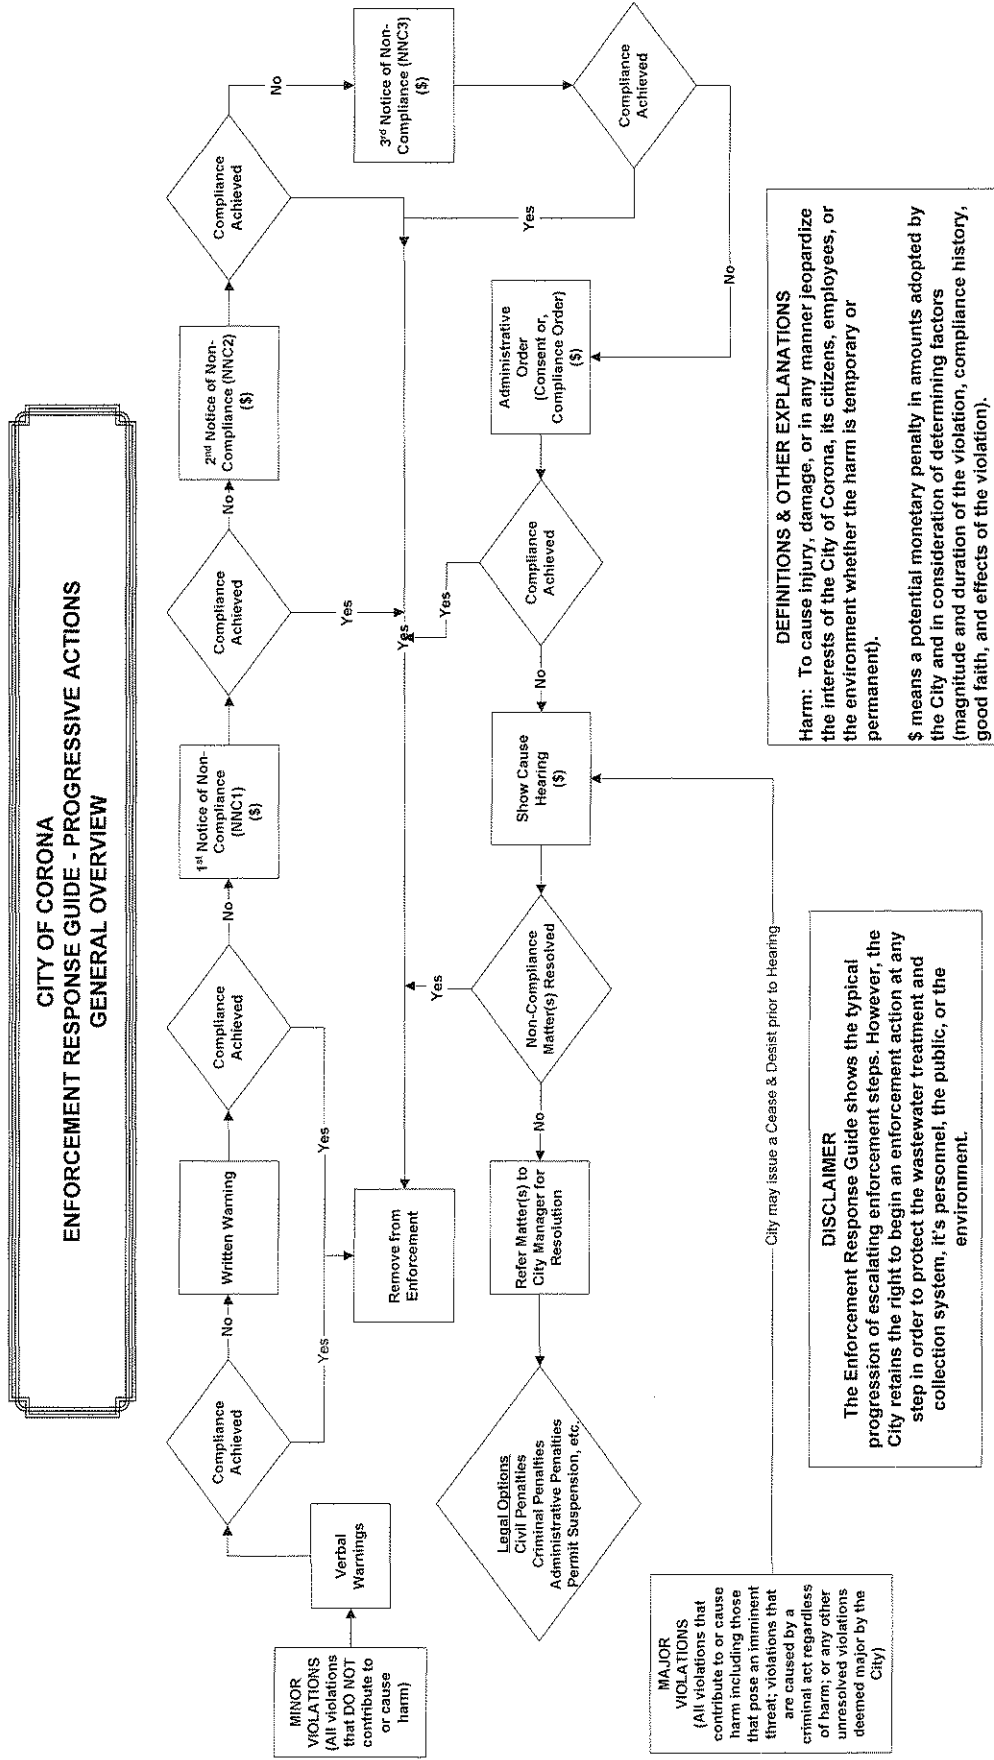 CITY OF CORONA
ENFORCEMENT RESPONSE GUIDE - PROGRESSIVE ACTIONS
GENERAL OVERVIEW
MINOR
VIOLATIONS
(All violations
that DO NOT
contribute to
or cause
harm)
Verbal
Warnings
Compliance
Achieved
No
Yes
Written Warning
Compliance
Achieved
No
Yes
1st Notice of Non-
Compliance
(NNC1)
($)
Compliance
Achieved
No
Yes
2nd Notice of Non-
Compliance (NNC2)
($)
Compliance
Achieved
No
3rd Notice of Non-
Compliance (NNC3)
($)
Compliance
Achieved
Yes
No
Remove from
Enforcement
Yes
Administrative
Order
(Consent or,
Compliance Order)
($)
Compliance
Achieved
Yes
No
Show Cause
Hearing
($)
Non-Compliance
Matter(s) Resolved
Yes
No
Refer Matter(s) to
City Manager for
Resolution
Legal Options
Civil Penalties
Criminal Penalties
Administrative Penalties
Permit Suspension, etc.
MAJOR
VIOLATIONS
(All violations that
contribute to or cause
harm including those
that pose an imminent
threat; violations that
are caused by a
criminal act regardless
of harm; or any other
unresolved violations
deemed major by the
City)
City may issue a Cease & Desist prior to Hearing
DISCLAIMER
The Enforcement Response Guide shows the typical
progression of escalating enforcement steps. However, the
City retains the right to begin an enforcement action at any
step in order to protect the wastewater treatment and
collection system, it's personnel, the public, or the
environment.
DEFINITIONS & OTHER EXPLANATIONS
Harm: To cause injury, damage, or in any manner jeopardize
the interests of the City of Corona, its citizens, employees, or
the environment whether the harm is temporary or
permanent).
$ means a potential monetary penalty in amounts adopted by
the City and in consideration of determining factors
(magnitude and duration of the violation, compliance history,
good faith, and effects of the violation).